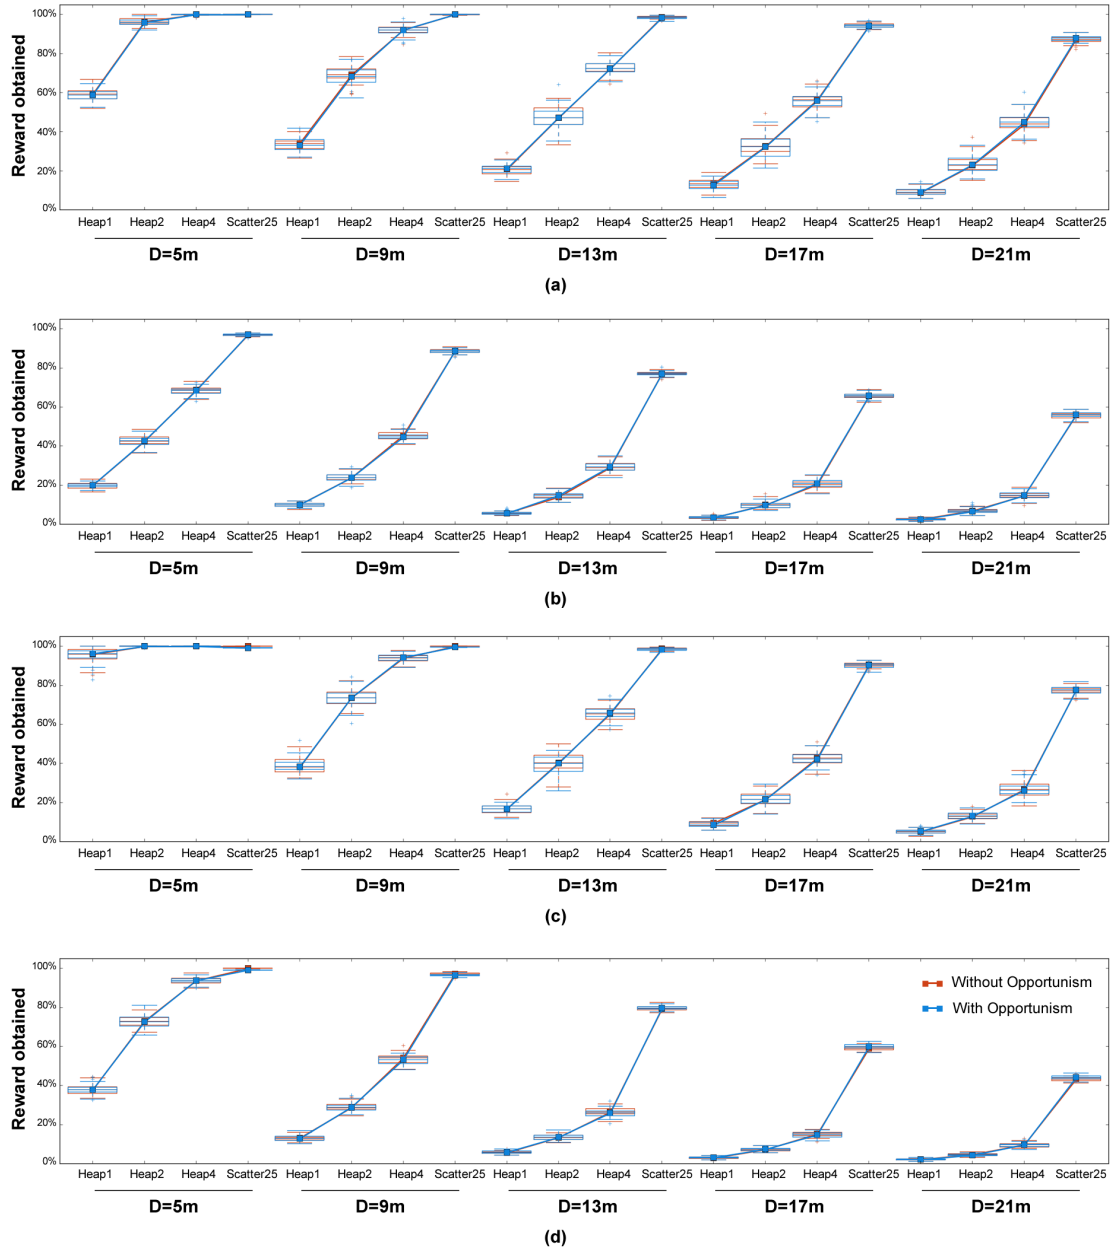 Reward obtained
100%
80%
60%
40%
20%
0%
Heap1 Heap2 Heap4 Scatter25 Heap1 Heap2 Heap4 Scatter25 Heap1 Heap2 Heap4 Scatter25 Heap1 Heap2 Heap4 Scatter25 Heap1 Heap2 Heap4 Scatter25
D=5m D=9m D=13m D=17m D=21m
(a)
Reward obtained
100%
80%
60%
40%
20%
0%
Heap1 Heap2 Heap4 Scatter25 Heap1 Heap2 Heap4 Scatter25 Heap1 Heap2 Heap4 Scatter25 Heap1 Heap2 Heap4 Scatter25 Heap1 Heap2 Heap4 Scatter25
D=5m D=9m D=13m D=17m D=21m
(b)
Reward obtained
100%
80%
60%
40%
20%
0%
Heap1 Heap2 Heap4 Scatter25 Heap1 Heap2 Heap4 Scatter25 Heap1 Heap2 Heap4 Scatter25 Heap1 Heap2 Heap4 Scatter25 Heap1 Heap2 Heap4 Scatter25
D=5m D=9m D=13m D=17m D=21m
(c)
Reward obtained
100%
80%
60%
40%
20%
0%
Without Opportunism
With Opportunism
Heap1 Heap2 Heap4 Scatter25 Heap1 Heap2 Heap4 Scatter25 Heap1 Heap2 Heap4 Scatter25 Heap1 Heap2 Heap4 Scatter25 Heap1 Heap2 Heap4 Scatter25
D=5m D=9m D=13m D=17m D=21m
(d)